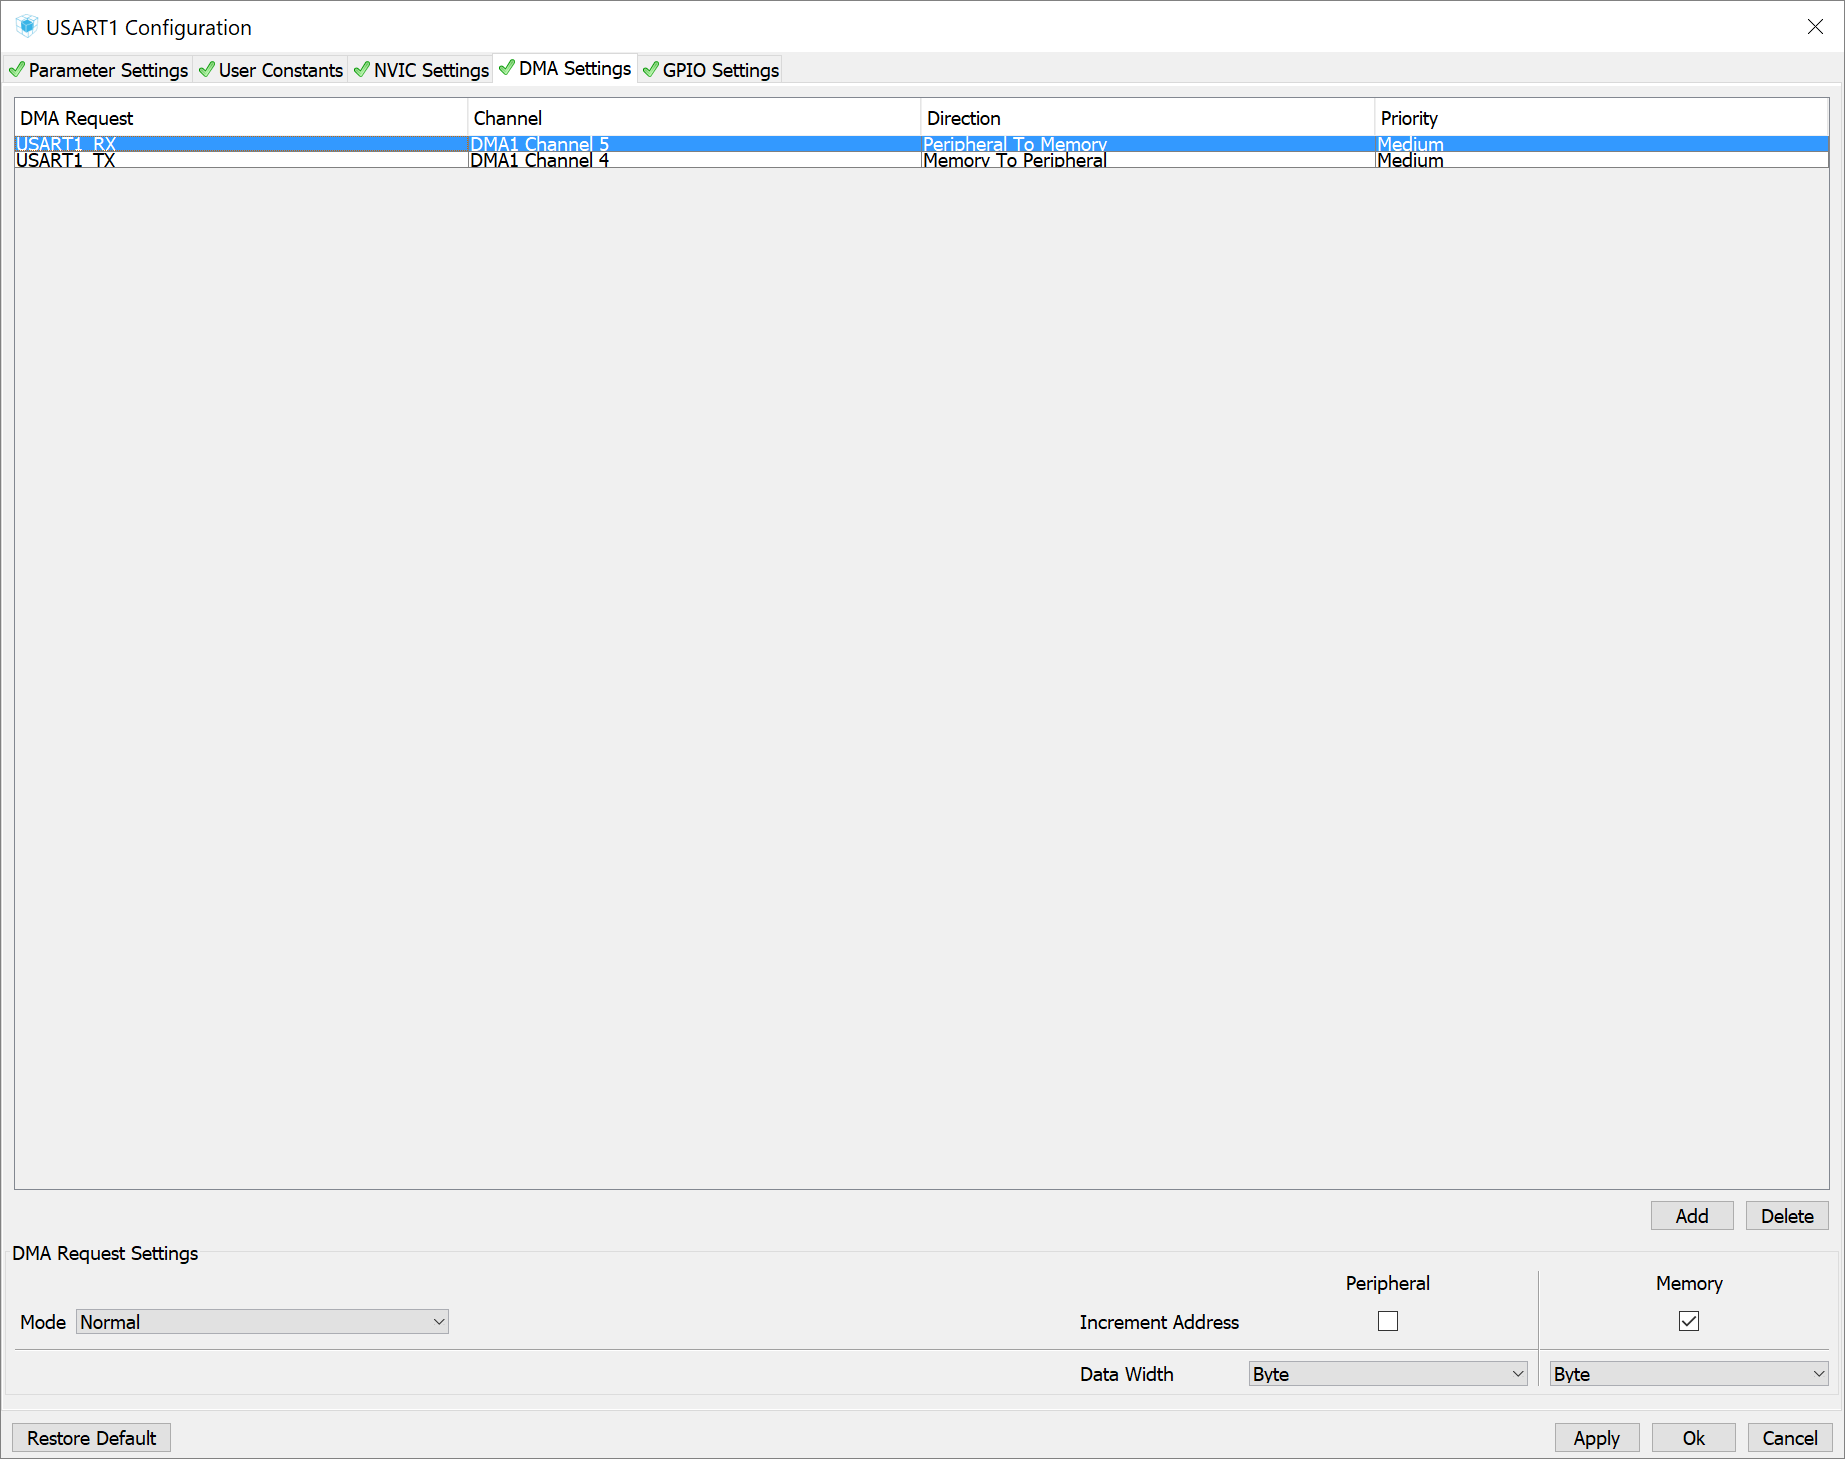 USART1 Configuration
Parameter Settings User Constants NVIC Settings DMA Settings GPIO Settings
DMA Request Channel Direction Priority
USART1_RX DMA1 Channel 5 Peripheral To Memory Medium
USART1_TX DMA1 Channel 4 Memory To Peripheral Medium
Add Delete
DMA Request Settings
Peripheral Memory
Mode Normal Increment Address
Data Width Byte Byte
Restore Default Apply Ok Cancel